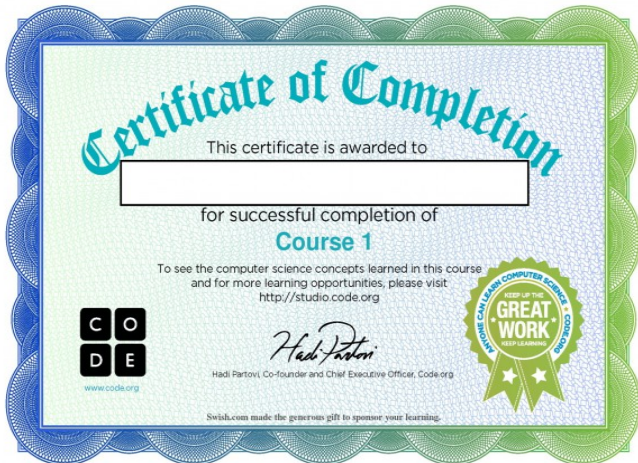 Certificate of Completion
This certificate is awarded to
for successful completion of
Course 1
To see the computer science concepts learned in this course
and for more learning opportunities, please visit
http://studio.code.org
C O
D E
www.code.org
Hadi Partovi
Hadi Partovi, Co-founder and Chief Executive Officer, Code.org
ANYONE CAN LEARN COMPUTER SCIENCE • CODE.ORG
KEEP UP THE
GREAT
WORK
KEEP LEARNING
Swish.com made the generous gift to sponsor your learning.